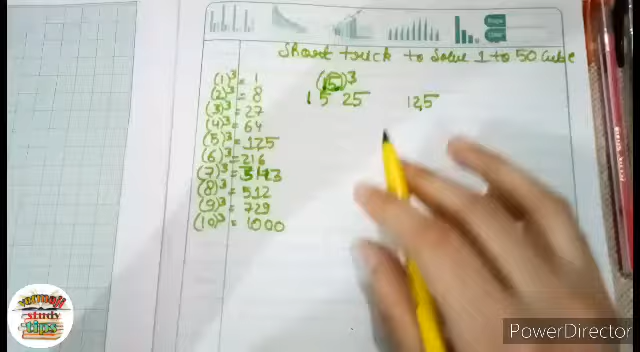 Short trick to Solve 1 to 50 Cube
(1)³ = 1
(2)³ = 8
(3)³ = 27
(4)³ = 64
(5)³ = 125
(6)³ = 216
(7)³ = 343
(8)³ = 512
(9)³ = 729
(10)³ = 1000
(15)³
1 5 25 125
vermaji
study
tips
PowerDirector